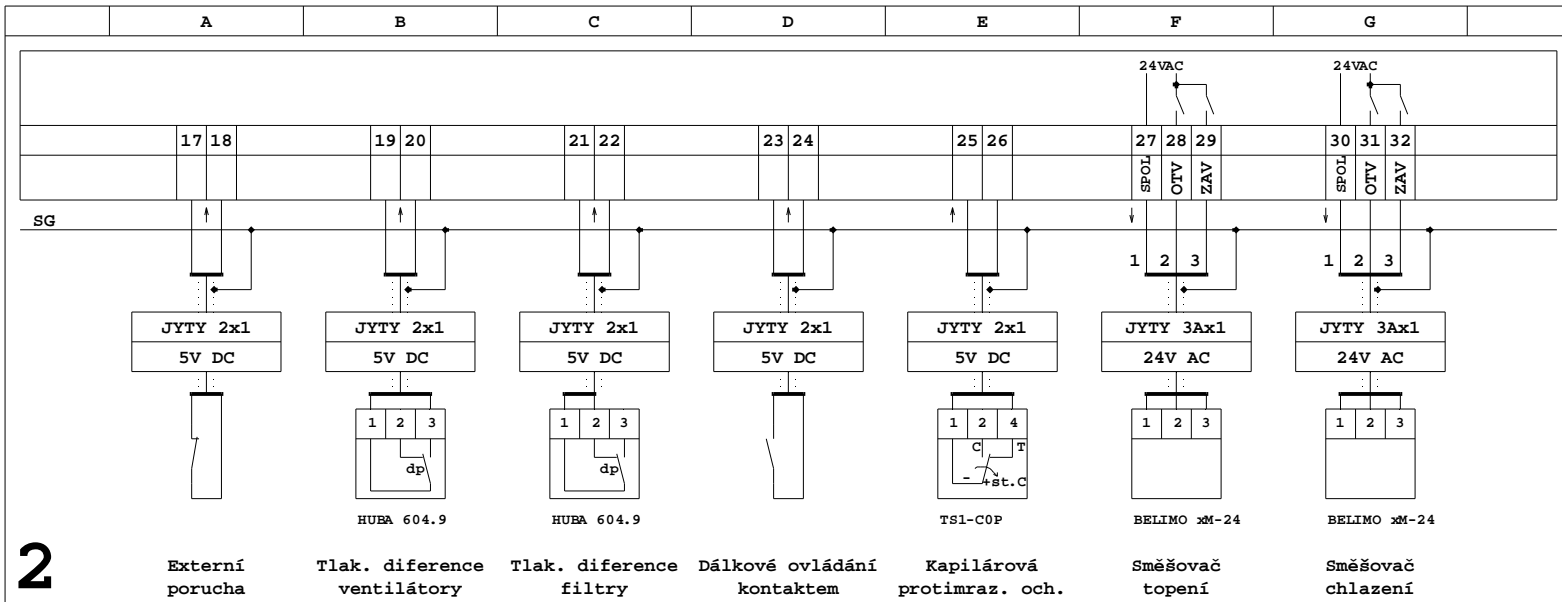 A B C D E F G
24VAC 24VAC
17 18 19 20 21 22 23 24 25 26 27 28 29 30 31 32
SPOL OTV ZAV SPOL OTV ZAV
SG
1 2 3 1 2 3
JYTY 2x1 JYTY 2x1 JYTY 2x1 JYTY 2x1 JYTY 2x1 JYTY 3Ax1 JYTY 3Ax1
5V DC 5V DC 5V DC 5V DC 5V DC 24V AC 24V AC
1 2 3 1 2 3 1 2 4 1 2 3 1 2 3
C T
dp dp - +st.C
HUBA 604.9 HUBA 604.9 TS1-C0P BELIMO xM-24 BELIMO xM-24
2
Externí Tlak. diference Tlak. diference Dálkové ovládání Kapilárová Směšovač Směšovač
porucha ventilátory filtry kontaktem protimraz. och. topení chlazení